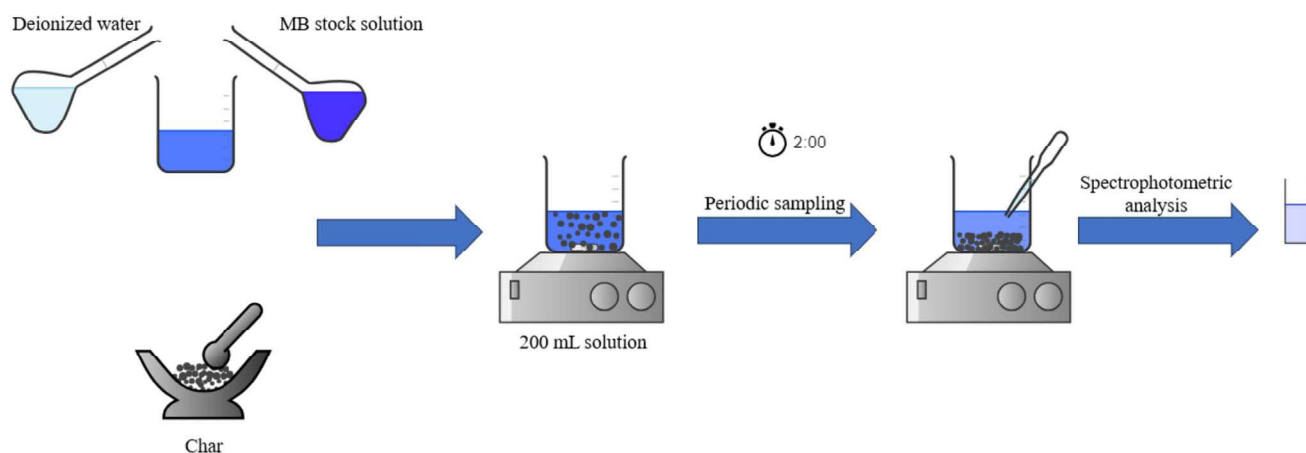 Deionized water
MB stock solution
2:00
Periodic sampling
Spectrophotometric
analysis
200 mL solution
Char